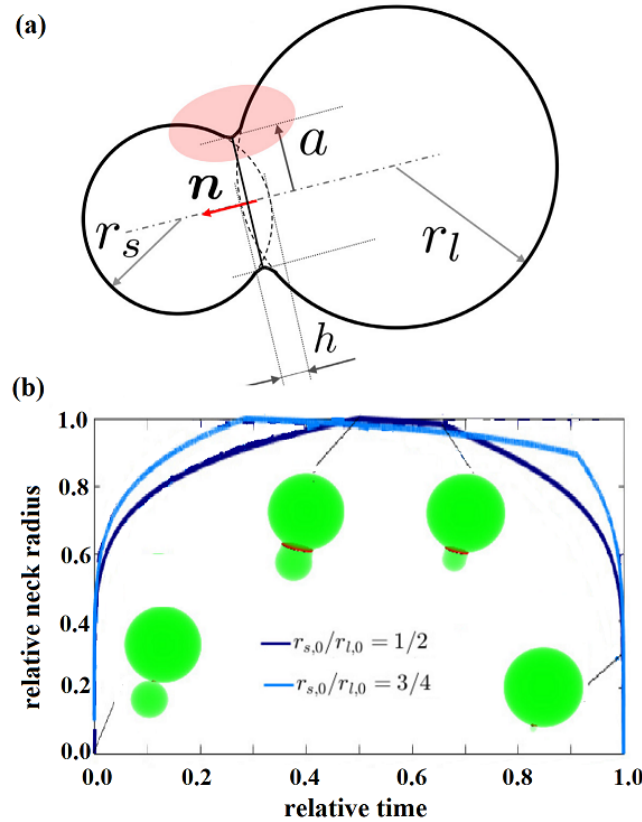 (a)
a
n
r_s
r_l
h
(b)
relative neck radius
1.0
0.8
0.6
0.4
0.2
0.0
r_{s,0}/r_{l,0} = 1/2
r_{s,0}/r_{l,0} = 3/4
0.0 0.2 0.4 0.6 0.8 1.0
relative time